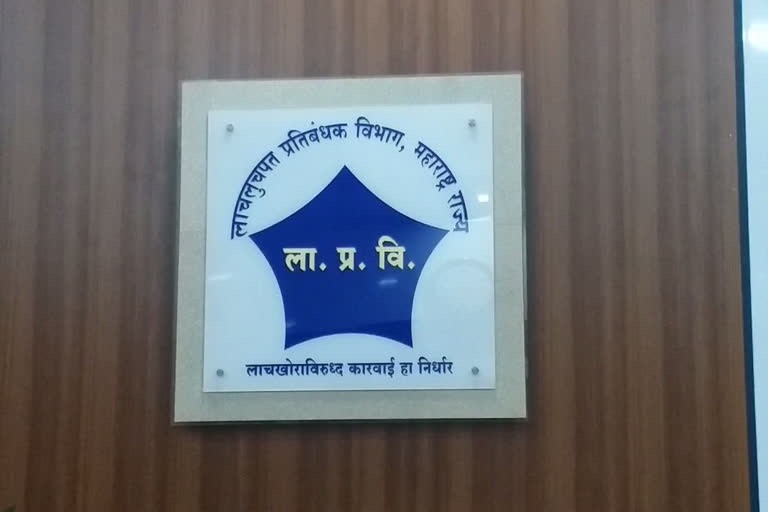 लाचलुचपत प्रतिबंधक विभाग, महाराष्ट्र राज्य
ला. प्र. वि.
लाचखोराविरुध्द कारवाई हा निर्धार